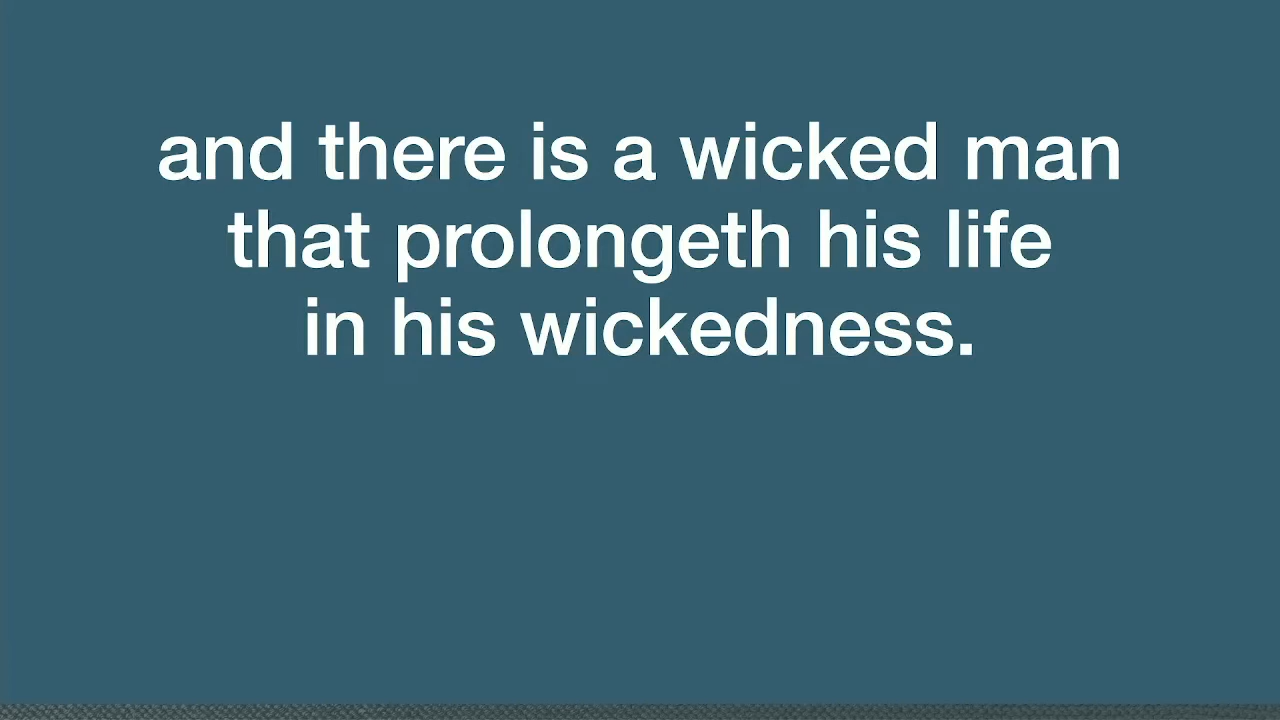 and there is a wicked man
that prolongeth his life
in his wickedness.